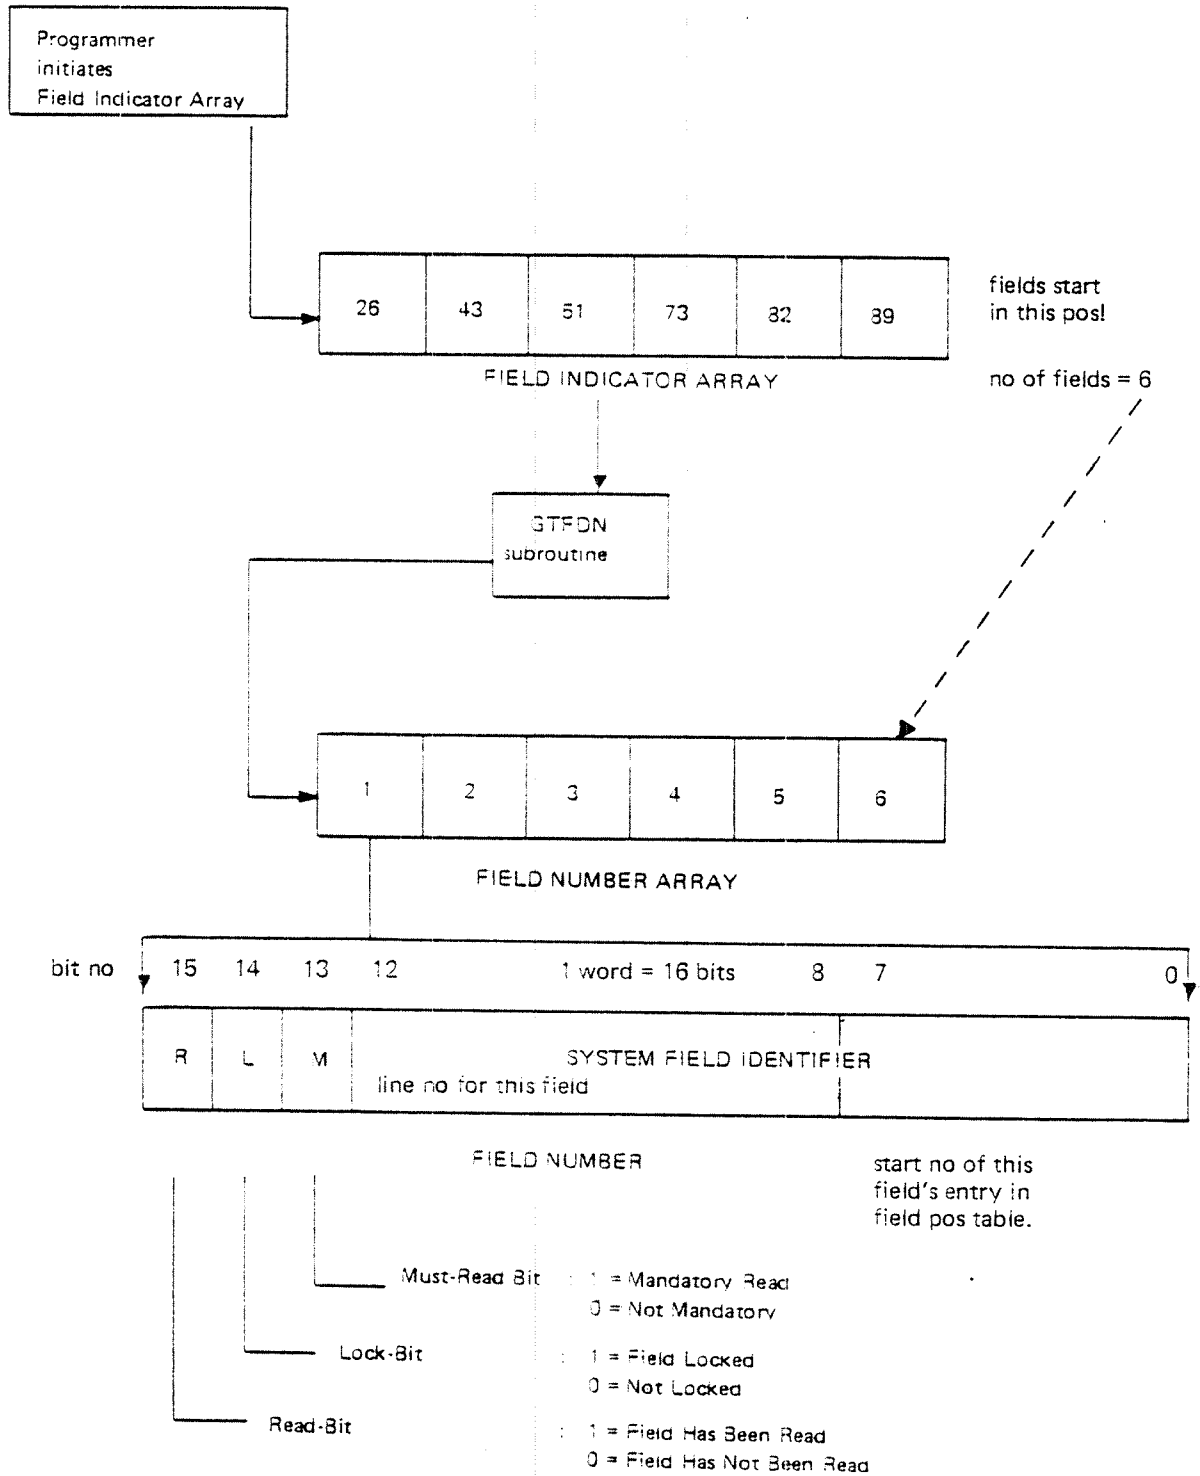 Programmer
initiates
Field Indicator Array
26 43 51 73 82 89
fields start
in this pos!
FIELD INDICATOR ARRAY
no of fields = 6
GTFDN
subroutine
1 2 3 4 5 6
FIELD NUMBER ARRAY
bit no 15 14 13 12 1 word = 16 bits 8 7 0
R L M SYSTEM FIELD IDENTIFIER
line no for this field
FIELD NUMBER
start no of this
field's entry in
field pos table.
Must-Read Bit : 1 = Mandatory Read
0 = Not Mandatory
Lock-Bit : 1 = Field Locked
0 = Not Locked
Read-Bit : 1 = Field Has Been Read
0 = Field Has Not Been Read